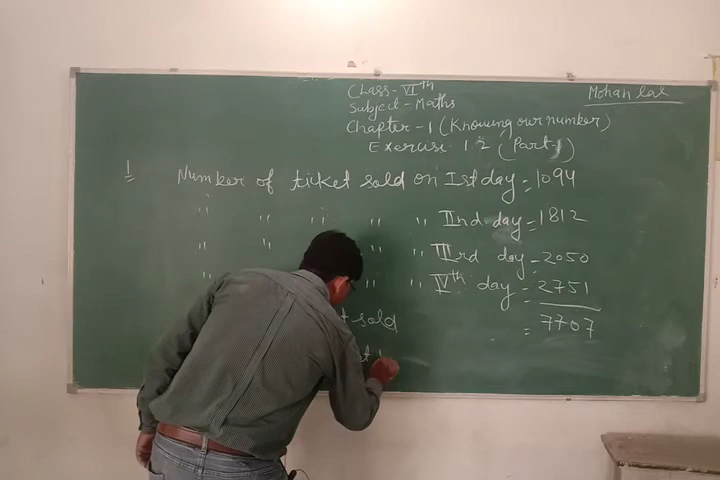 Class - VIth
Mohan lal
Subject - Maths
Chapter - 1 (Knowing our number)
Exercise 1.2 (Part-1)
1 Number of ticket sold on Ist day = 1094
" " " " " IInd day = 1812
" " " " IIIrd day = 2050
" " " IVth day = 2751
t sold = 7707